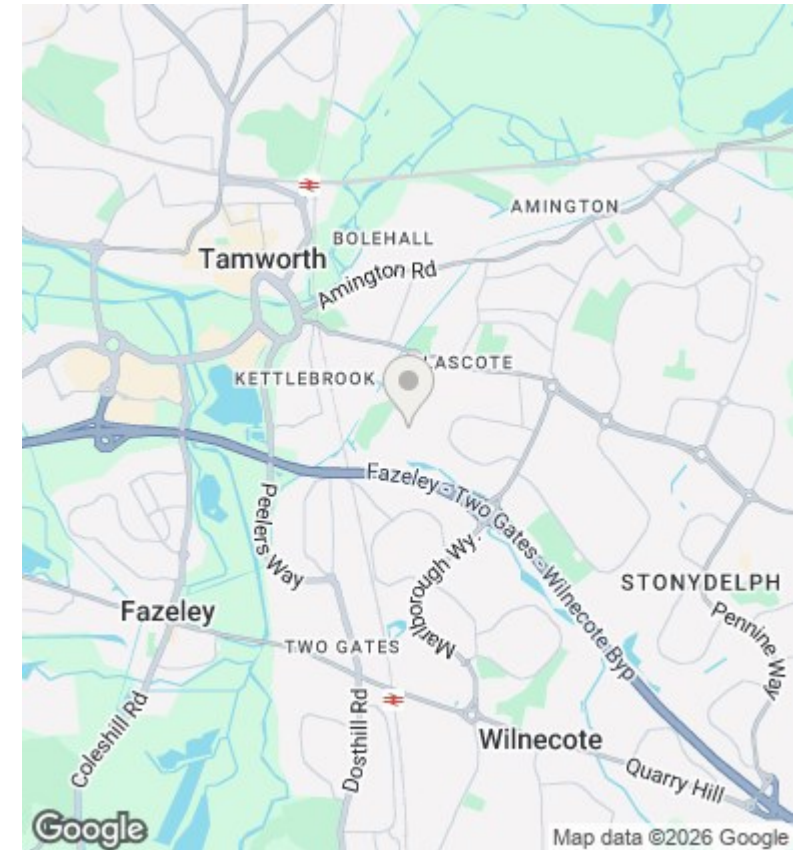 AMINGTON
BOLEHALL
Tamworth
Amington Rd
LASCOTE
KETTLEBROOK
Fazeley - Two Gates - Wilnecote Byp
Peelers Way
Marlborough Wy
STONYDELPH
Fazeley
Pennine Way
TWO GATES
Coleshill Rd
Dosthill Rd
Wilnecote
Quarry Hill
Google
Map data ©2026 Google